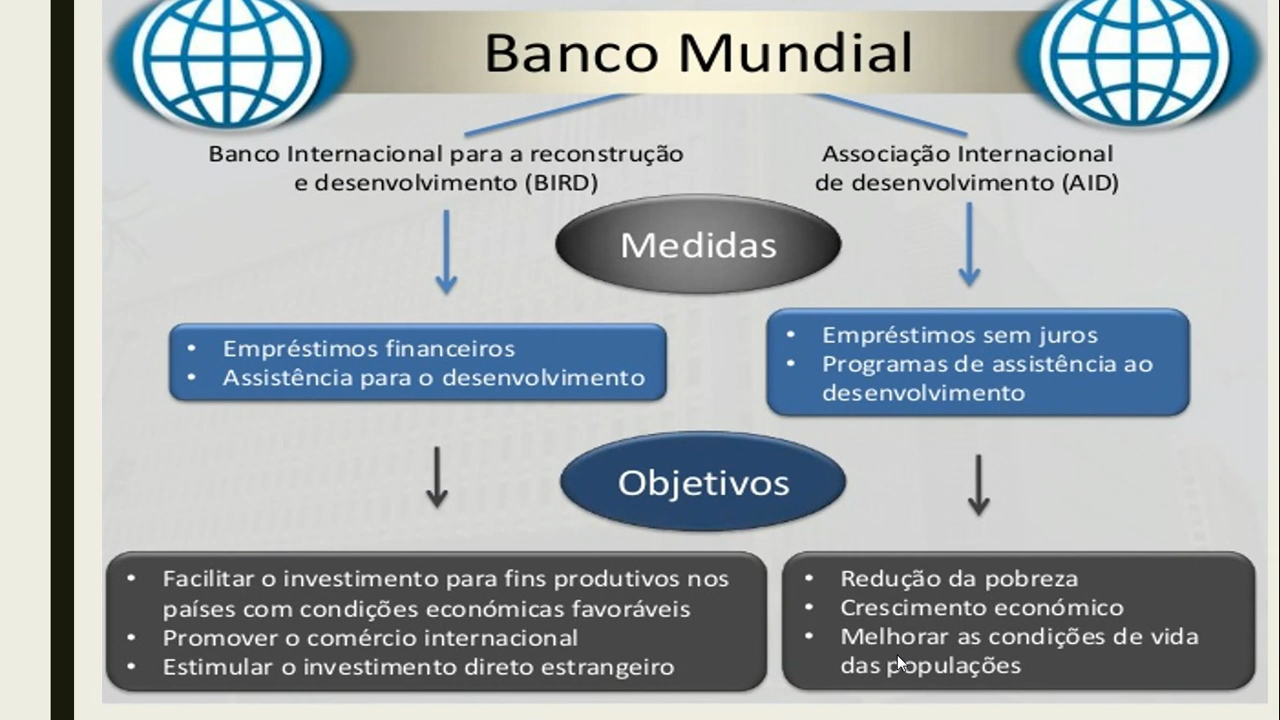 Banco Mundial
Banco Internacional para a reconstrução
e desenvolvimento (BIRD)
Associação Internacional
de desenvolvimento (AID)
Medidas
• Empréstimos financeiros
• Assistência para o desenvolvimento
• Empréstimos sem juros
• Programas de assistência ao
desenvolvimento
Objetivos
• Facilitar o investimento para fins produtivos nos
países com condições económicas favoráveis
• Promover o comércio internacional
• Estimular o investimento direto estrangeiro
• Redução da pobreza
• Crescimento económico
• Melhorar as condições de vida
das populações